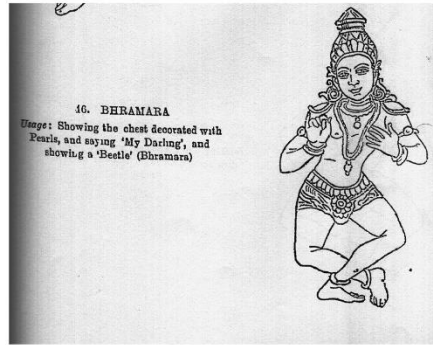 46. BHRAMARA
Usage: Showing the chest decorated with
Pearls, and saying 'My Darling', and
showing a 'Beetle' (Bhramara)